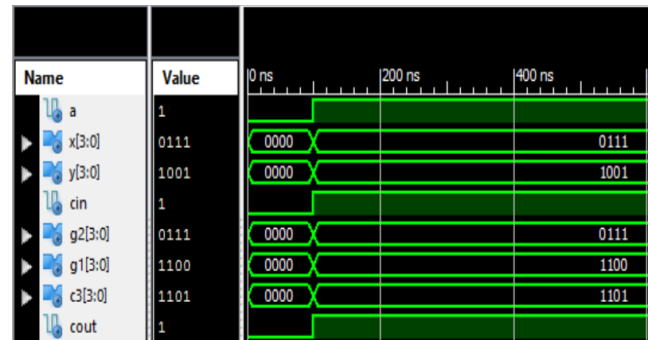 Name Value 0 ns 200 ns 400 ns
a 1
x[3:0] 0111 0000 0111
y[3:0] 1001 0000 1001
cin 1
g2[3:0] 0111 0000 0111
g1[3:0] 1100 0000 1100
c3[3:0] 1101 0000 1101
cout 1